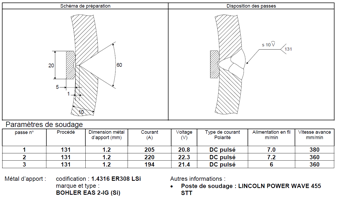 Schéma de préparation
Disposition des passes
20
5
1
60
131
Paramètres de soudage
passe n° Procédé Dimension métal d'apport (mm) Courant (A) Voltage (V) Type de courant Polarité Alimentation en fil m/min Vitesse avance mm/min
1 131 1.2 205 20.8 DC pulsé 7.0 380
2 131 1.2 220 22.3 DC pulsé 7.2 360
3 131 1.2 194 21.4 DC pulsé 6 360
Métal d'apport : codification : 1.4316 ER308 LSi
marque et type :
BOHLER EAS 2-IG (Si)
Autres informations :
• Poste de soudage : LINCOLN POWER WAVE 455 STT